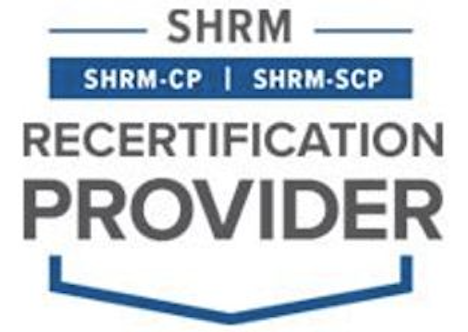 SHRM
SHRM-CP | SHRM-SCP
RECERTIFICATION
PROVIDER